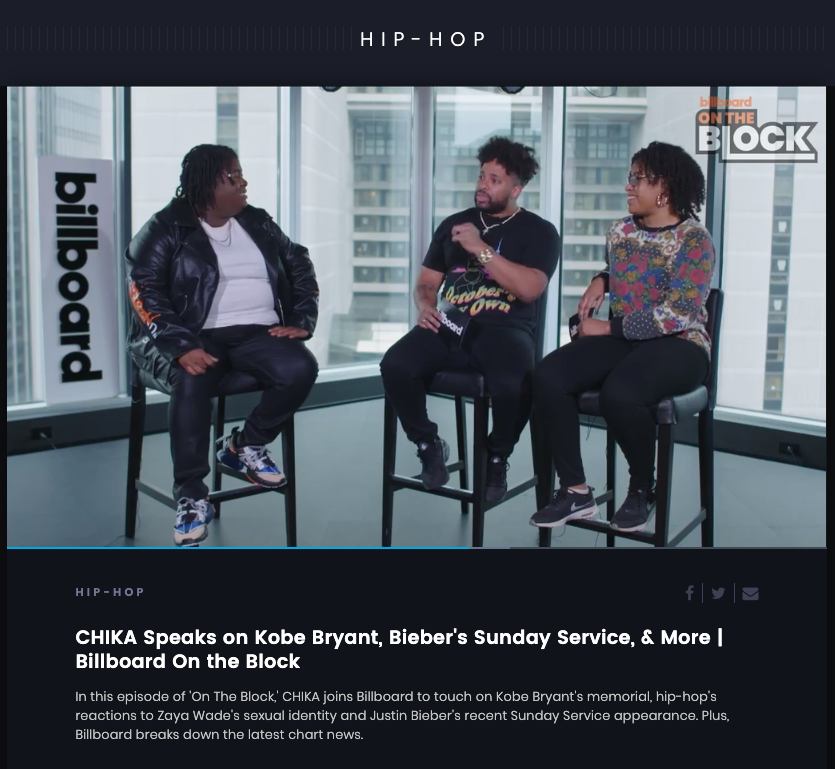 HIP-HOP
billboard
ON THE
BLOCK
billboard
October's
Own
billboard
HIP-HOP
CHIKA Speaks on Kobe Bryant, Bieber's Sunday Service, & More |
Billboard On the Block
In this episode of 'On The Block,' CHIKA joins Billboard to touch on Kobe Bryant's memorial, hip-hop's
reactions to Zaya Wade's sexual identity and Justin Bieber's recent Sunday Service appearance. Plus,
Billboard breaks down the latest chart news.